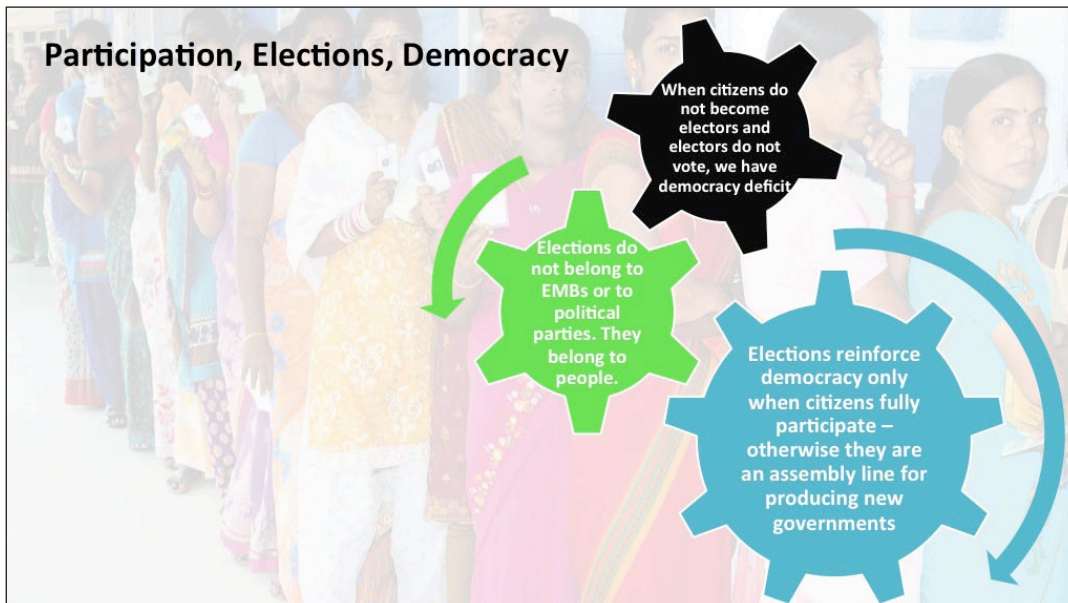 Participation, Elections, Democracy
When citizens do
not become
electors and
electors do not
vote, we have
democracy deficit
Elections do
not belong to
EMBs or to
political
parties. They
belong to
people.
Elections reinforce
democracy only
when citizens fully
participate –
otherwise they are
an assembly line for
producing new
governments